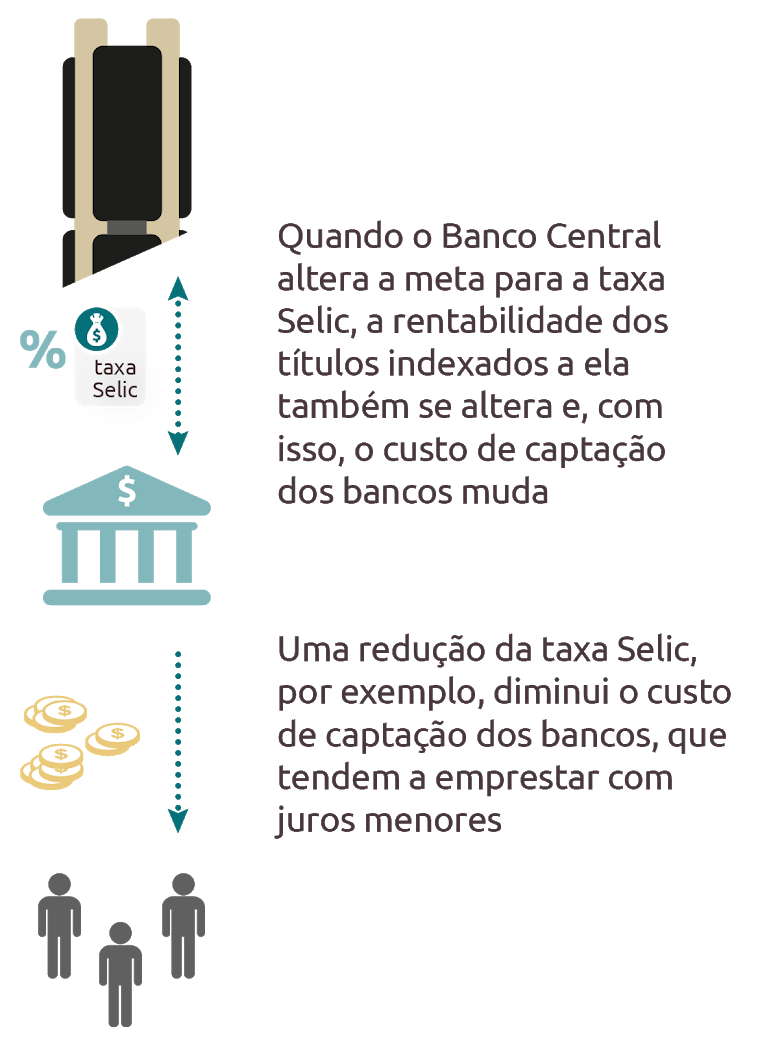 Quando o Banco Central
altera a meta para a taxa
Selic, a rentabilidade dos
títulos indexados a ela
também se altera e, com
isso, o custo de captação
dos bancos muda
%
$
taxa
Selic
$
Uma redução da taxa Selic,
por exemplo, diminui o custo
de captação dos bancos, que
tendem a emprestar com
juros menores
$
$
$
$